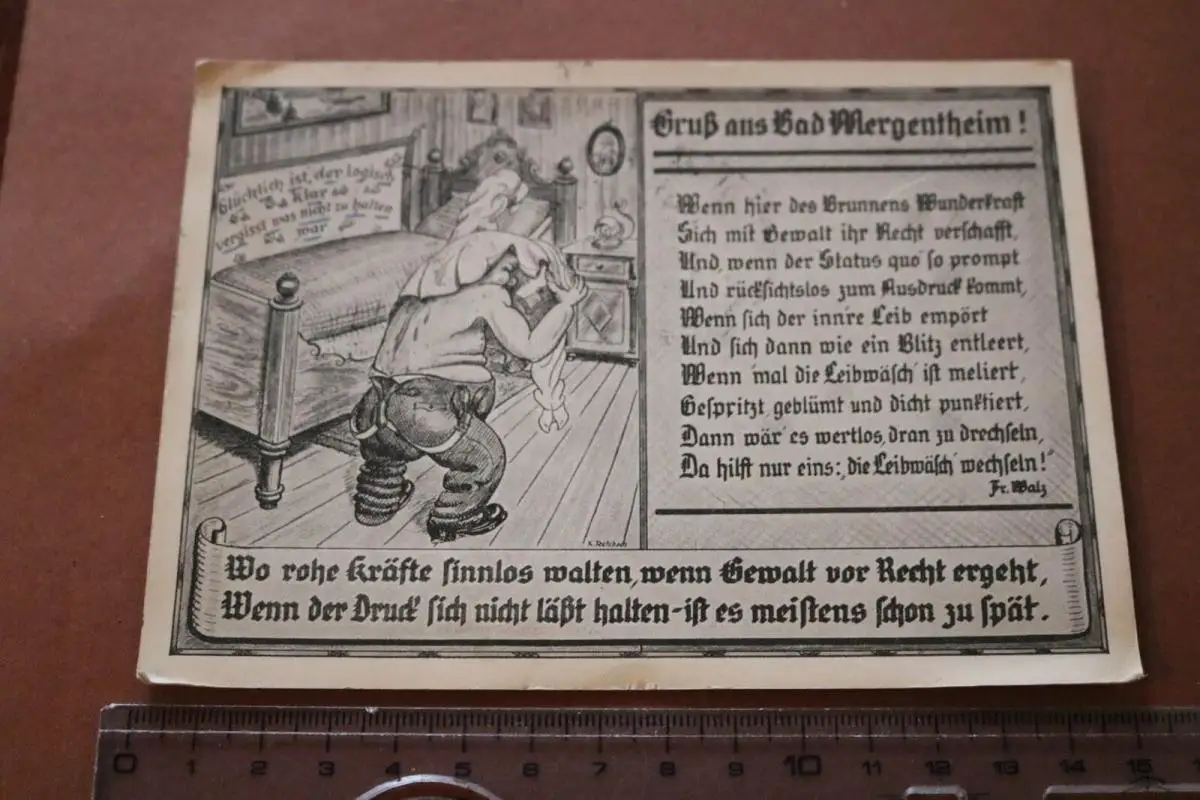 Glücklich ist, der logisch
klar
vergisst was nicht zu halten
war
Gruß aus Bad Mergentheim!
Wenn hier des Brunnens Wunderkraft
Sich mit Gewalt ihr Recht verschafft,
Und, wenn der Status quo so prompt
Und rücksichtslos zum Ausdruck kommt,
Wenn sich der inn're Leib empört
Und sich dann wie ein Blitz entleert,
Wenn mal die Leibwäsch' ist meliert,
Gespritzt, geblümt und dicht punktiert,
Dann wär' es wertlos, dran zu drechseln,
Da hilft nur eins: „die Leibwäsch' wechseln!"
Fr. Walz
Wo rohe Kräfte sinnlos walten, wenn Gewalt vor Recht ergeht,
Wenn der Druck sich nicht läßt halten - ist es meistens schon zu spät.
0 1 2 3 4 5 6 7 8 9 10 11 12 13 14 15